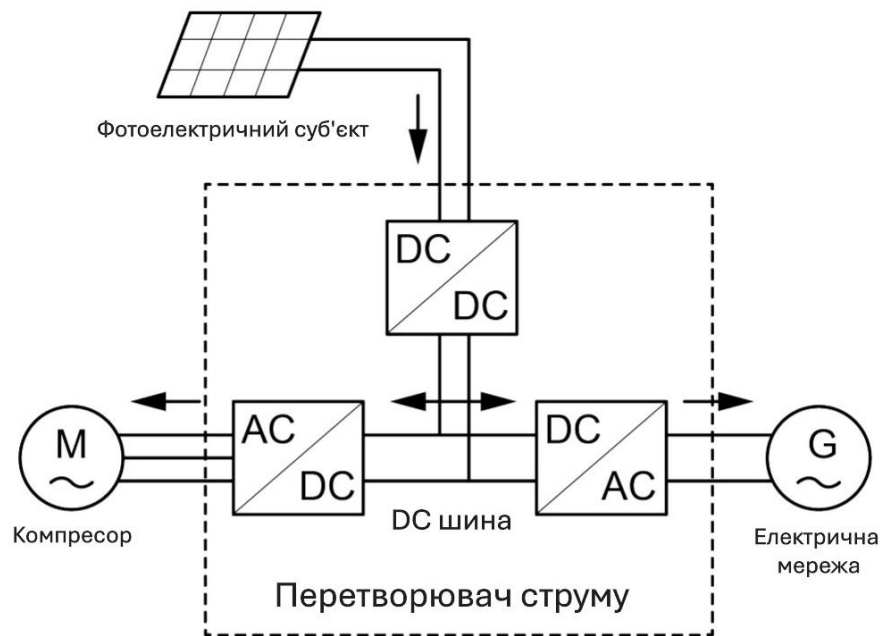 Фотоелектричний суб'єкт
DC
DC
AC
DC
DC
AC
M
~
G
~
Компресор
DC шина
Електрична
мережа
Перетворювач струму